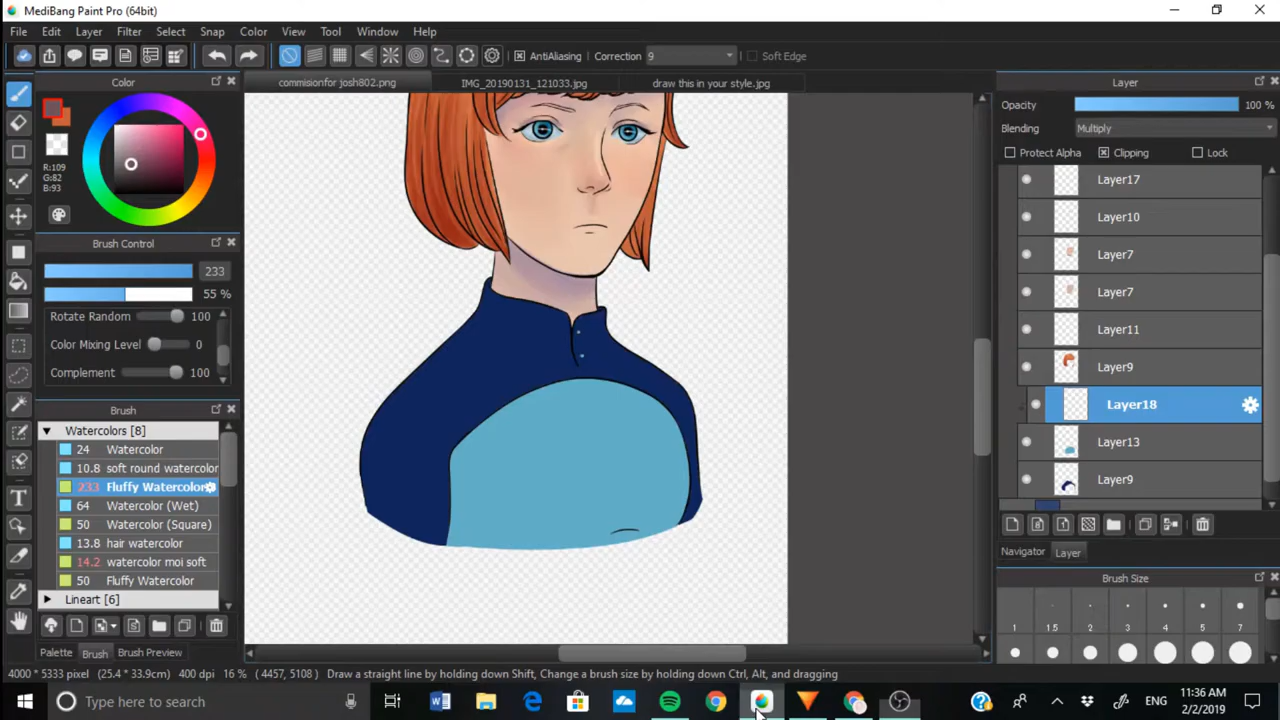 MediBang Paint Pro (64bit)
File Edit Layer Filter Select Snap Color View Tool Window Help
AntiAliasing Correction 9 Soft Edge
Color
commisionfor josh802.png IMG_20190131_121033.jpg draw this in your style.jpg
Layer
Opacity 100 %
Blending Multiply
Protect Alpha Clipping Lock
R:109
G:82
B:93
Layer17
Layer10
Layer7
Layer7
Layer11
Layer9
Layer18
Layer13
Layer9
Brush Control
233
55 %
Rotate Random 100
Color Mixing Level 0
Complement 100
Brush
Watercolors [8]
24 Watercolor
10.8 soft round watercolor
233 Fluffy Watercolor
64 Watercolor (Wet)
50 Watercolor (Square)
13.8 hair watercolor
14.2 watercolor moi soft
50 Fluffy Watercolor
Lineart [6]
Palette Brush Brush Preview
Navigator Layer
Brush Size
1 1.5 2 3 4 5 7
4000 * 5333 pixel (25.4 * 33.9cm) 400 dpi 16 % ( 4457, 5108 ) Draw a straight line by holding down Shift, Change a brush size by holding down Ctrl, Alt, and dragging
Type here to search
ENG
11:36 AM
2/2/2019